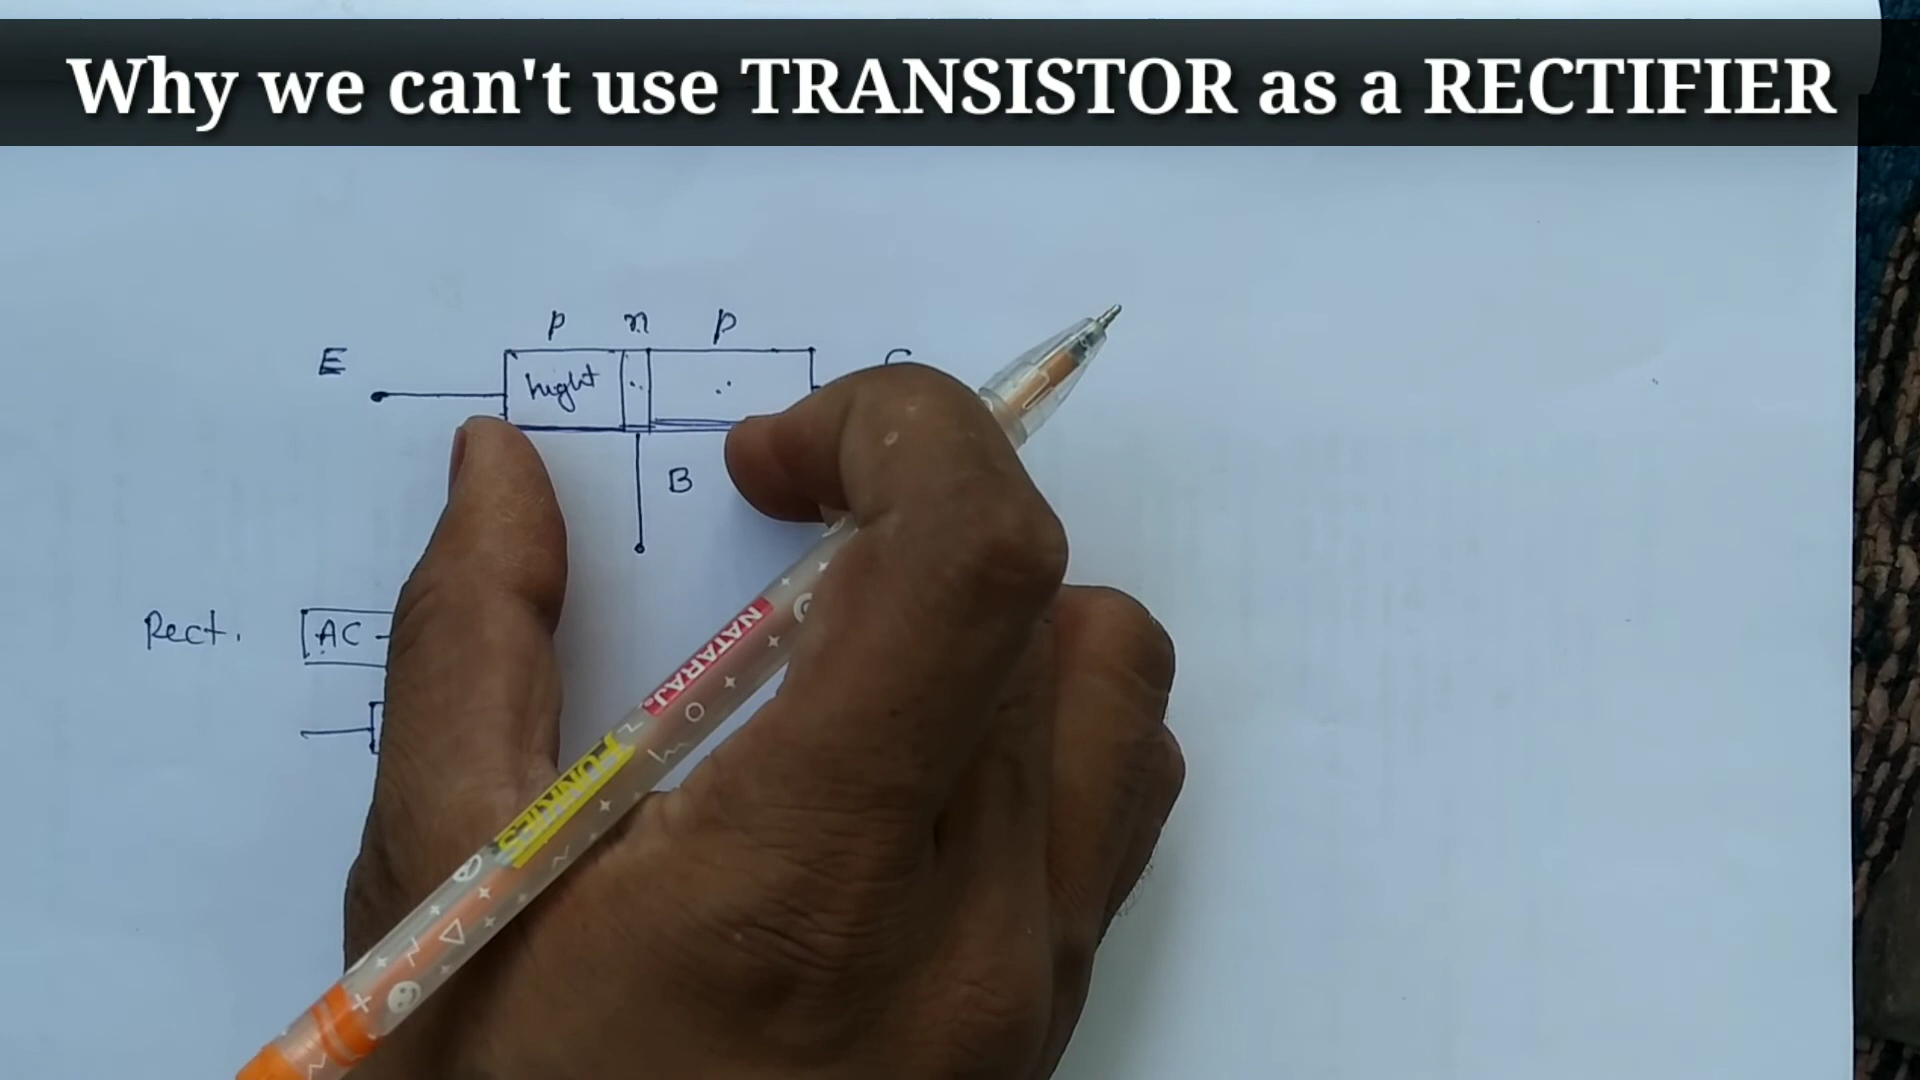 Why we can't use TRANSISTOR as a RECTIFIER
p n p
E
hight
B
Rect. AC
NATARAJ
FUNKIES